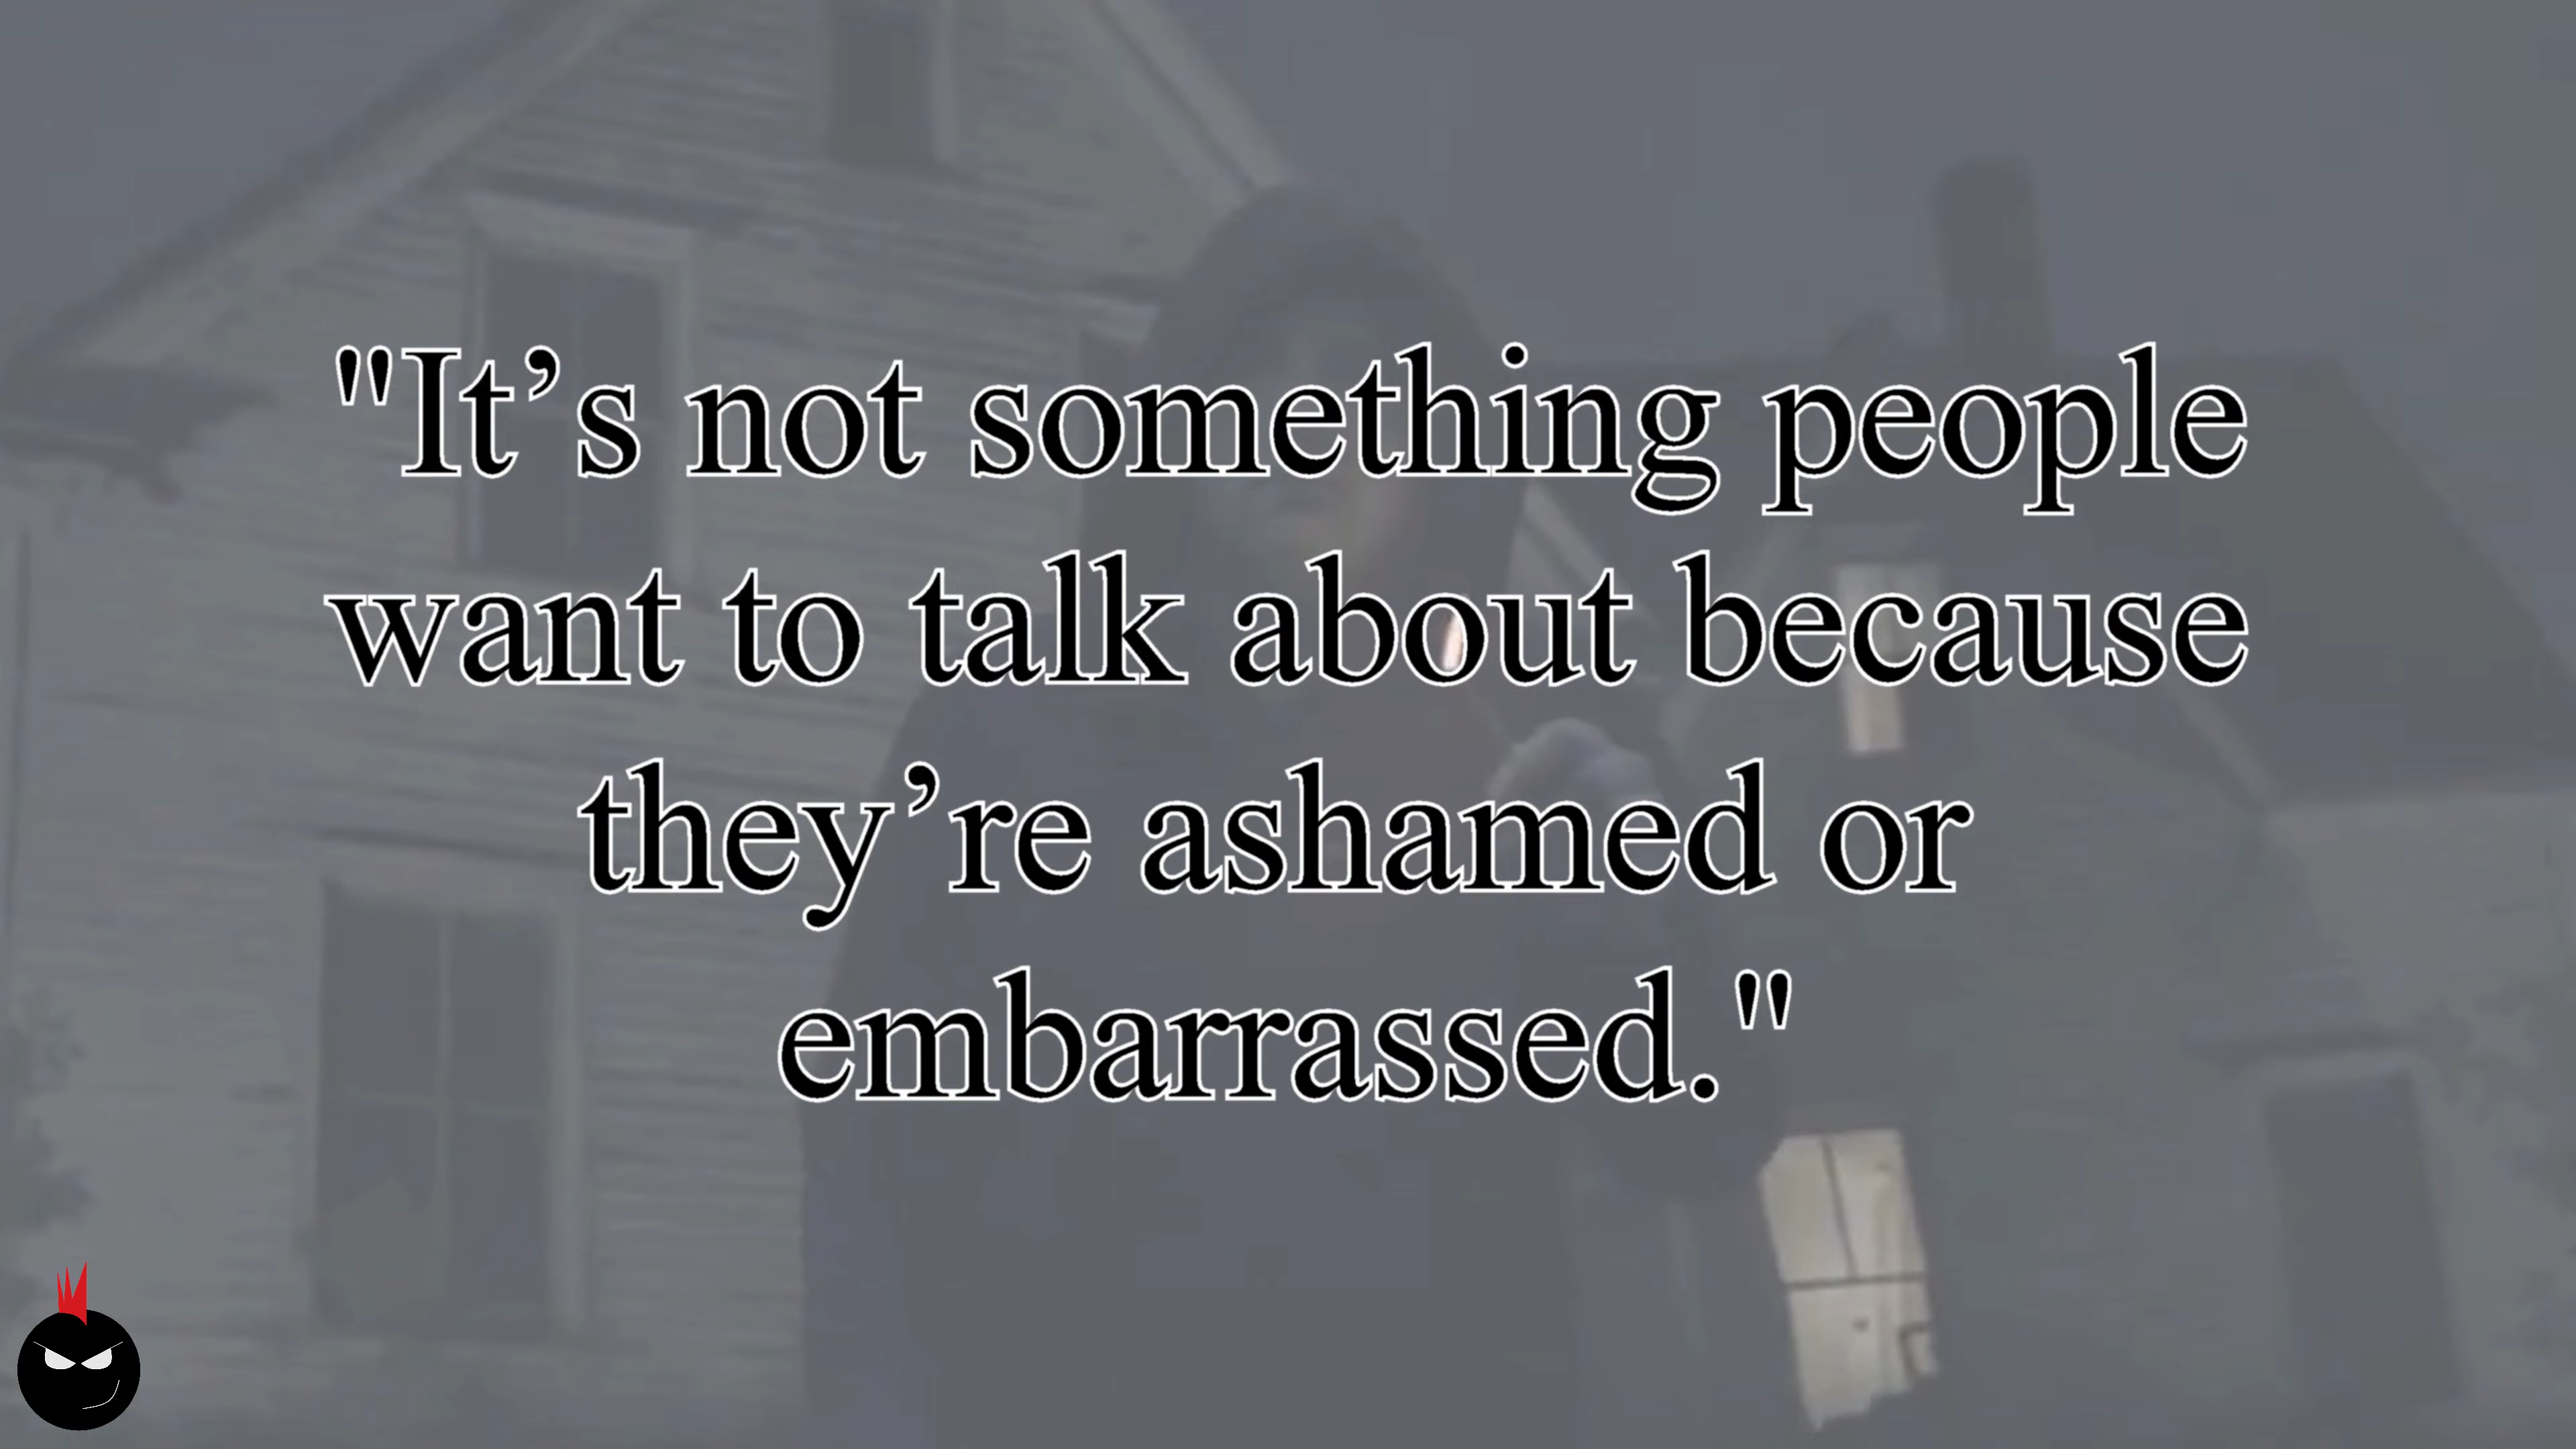 "It’s not something people
want to talk about because
they’re ashamed or
embarrassed."